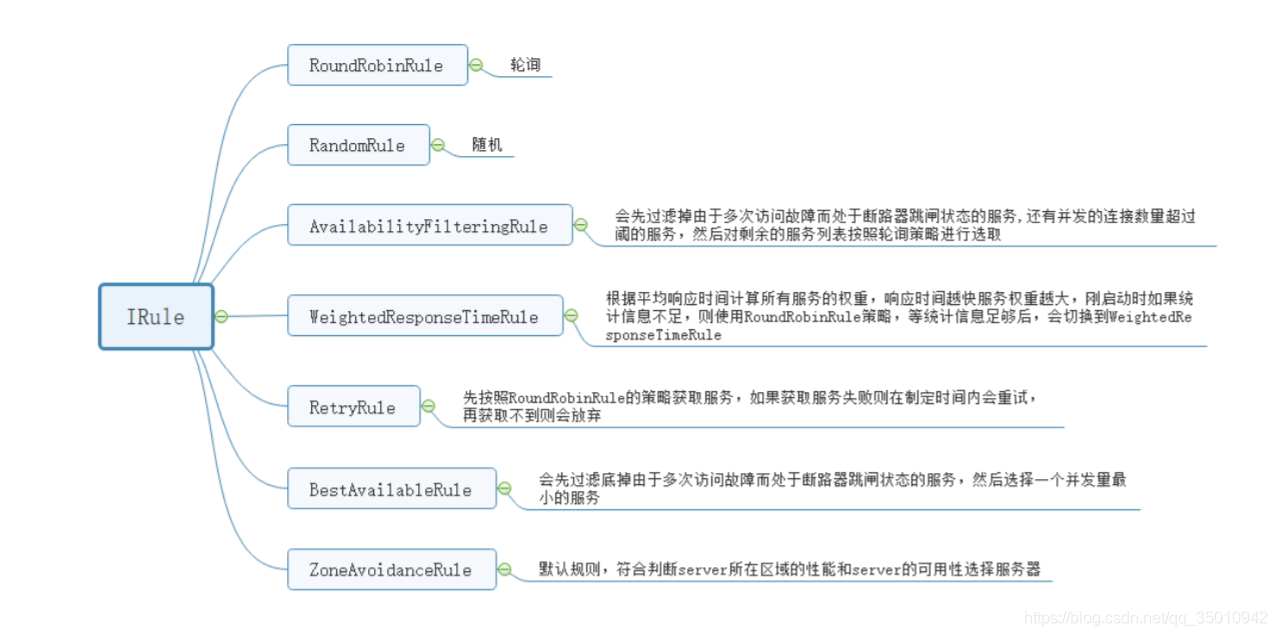 RoundRobinRule
轮询
RandomRule
随机
AvailabilityFilteringRule
会先过滤掉由于多次访问故障而处于断路器跳闸状态的服务,还有并发的连接数量超过
阈的服务，然后对剩余的服务列表按照轮询策略进行选取
IRule
WeightedResponseTimeRule
根据平均响应时间计算所有服务的权重，响应时间越快服务权重越大，刚启动时如果统
计信息不足，则使用RoundRobinRule策略，等统计信息足够后，会切换到WeightedRe
sponseTimeRule
RetryRule
先按照RoundRobinRule的策略获取服务，如果获取服务失败则在制定时间内会重试，
再获取不到则会放弃
BestAvailableRule
会先过滤底掉由于多次访问故障而处于断路器跳闸状态的服务，然后选择一个并发量最
小的服务
ZoneAvoidanceRule
默认规则，符合判断server所在区域的性能和server的可用性选择服务器
https://blog.csdn.net/qq_35010942